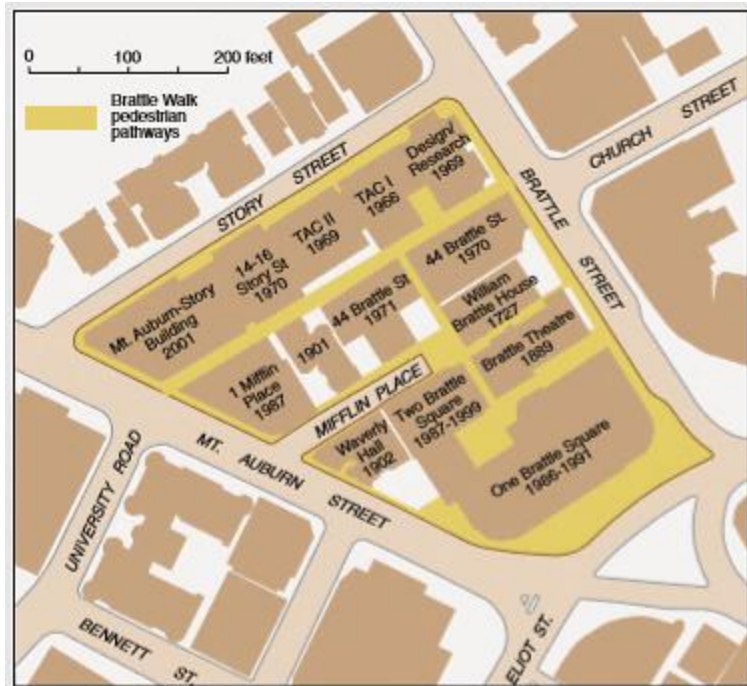 0 100 200 feet
Brattle Walk
pedestrian
pathways
STORY STREET
CHURCH STREET
BRATTLE STREET
Design/
Research
1969
TAC I
1966
TAC II
1969
14-16
Story St
1970
Mt. Auburn-Story
Building
2001
44 Brattle St.
1970
William
Brattle House
1727
44 Brattle St
1971
1901
1 Mifflin
Place
1987
Brattle Theatre
1889
MIFFLIN PLACE
Two Brattle
Square
1987-1999
Waverly
Hall
1902
One Brattle Square
1986-1991
MT. AUBURN STREET
UNIVERSITY ROAD
BENNETT ST.
ELIOT ST.